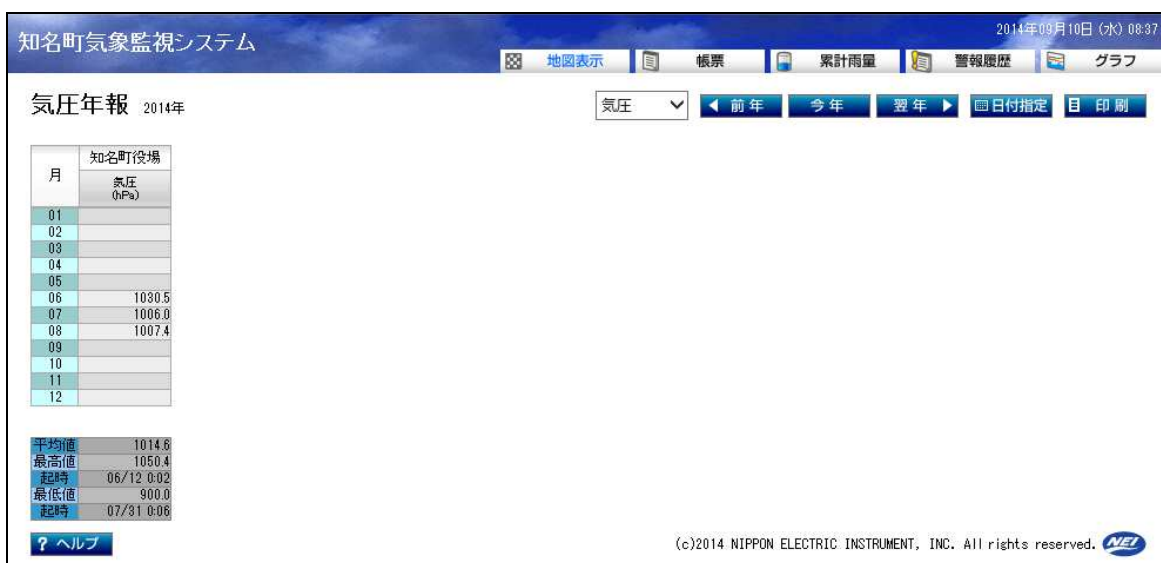 知名町気象監視システム
2014年09月10日 (水) 08:37
地図表示 帳票 累計雨量 警報履歴 グラフ
気圧年報 2014年
気圧 前年 今年 翌年 日付指定 印刷
月 知名町役場
気圧
(hPa)
01
02
03
04
05
06 1030.5
07 1006.0
08 1007.4
09
10
11
12
平均値 1014.6
最高値 1050.4
起時 06/12 0:02
最低値 900.0
起時 07/31 0:06
? ヘルプ
(c)2014 NIPPON ELECTRIC INSTRUMENT, INC. All rights reserved. NEI